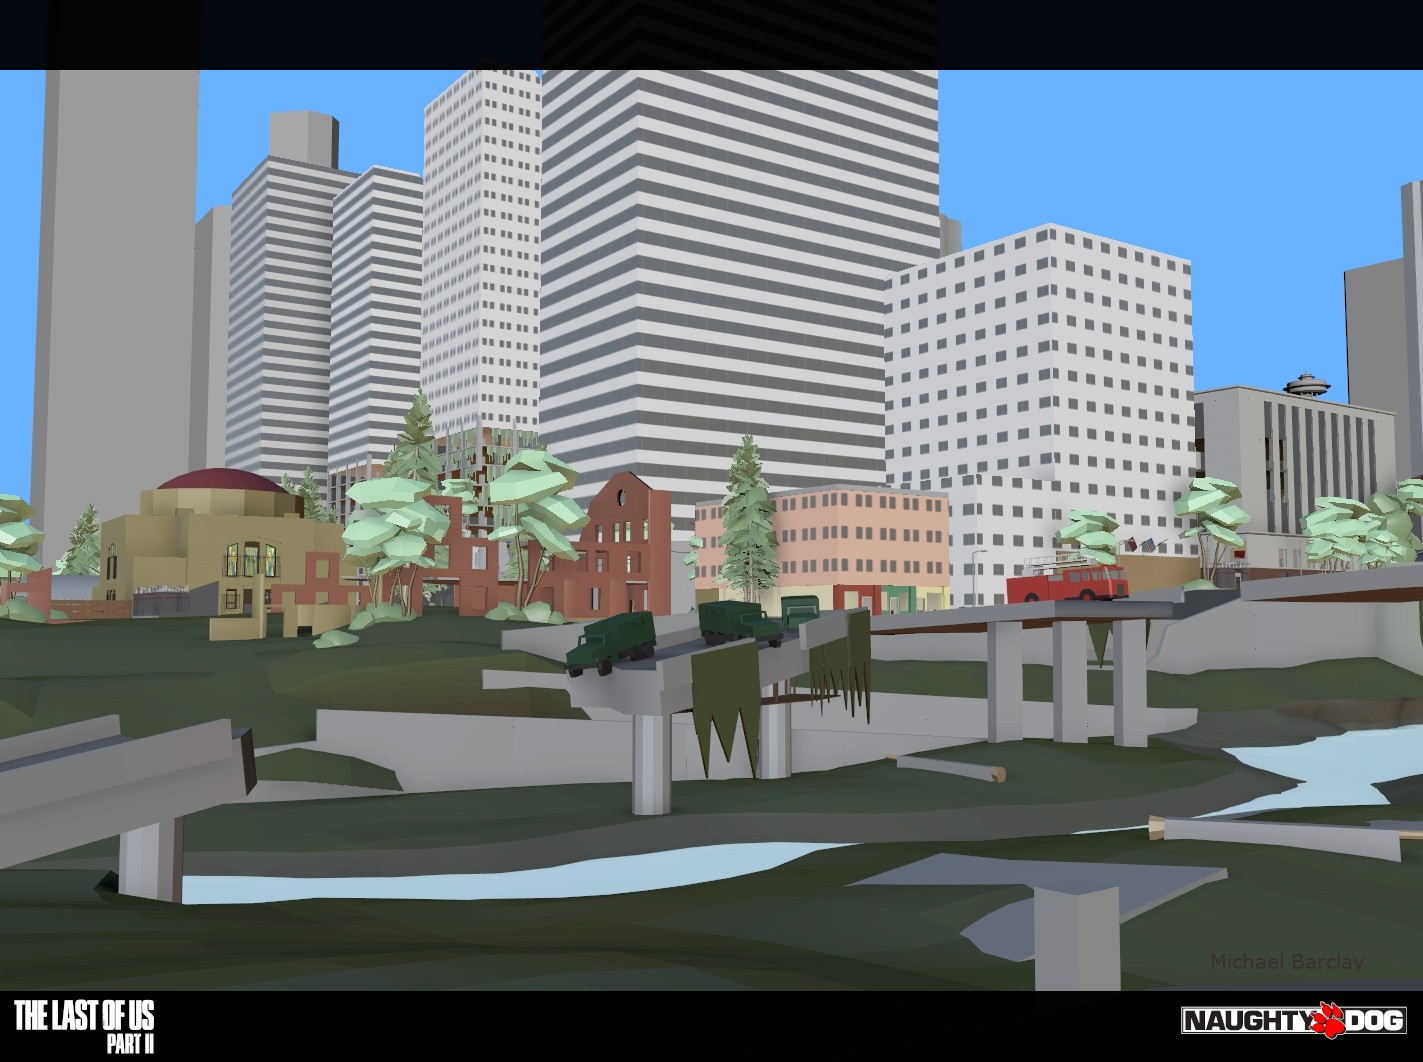 Michael Barclay
THE LAST OF US
PART II
NAUGHTY DOG